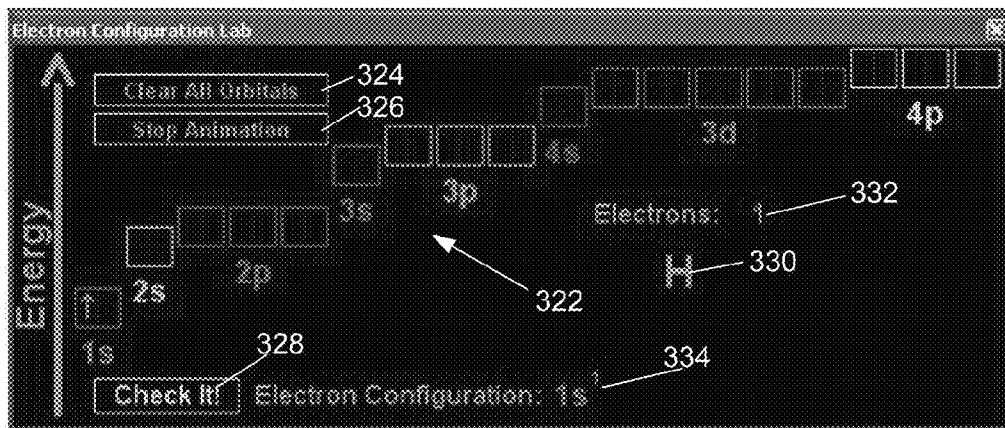 Electron Configuration Lab
Clear All Orbitals
324
Stop Animation
326
4p
4s
3d
3p
3s
332
Electrons: 1
2p
H
330
2s
322
Energy
1s
328
334
Check It!
Electron Configuration: 1s¹